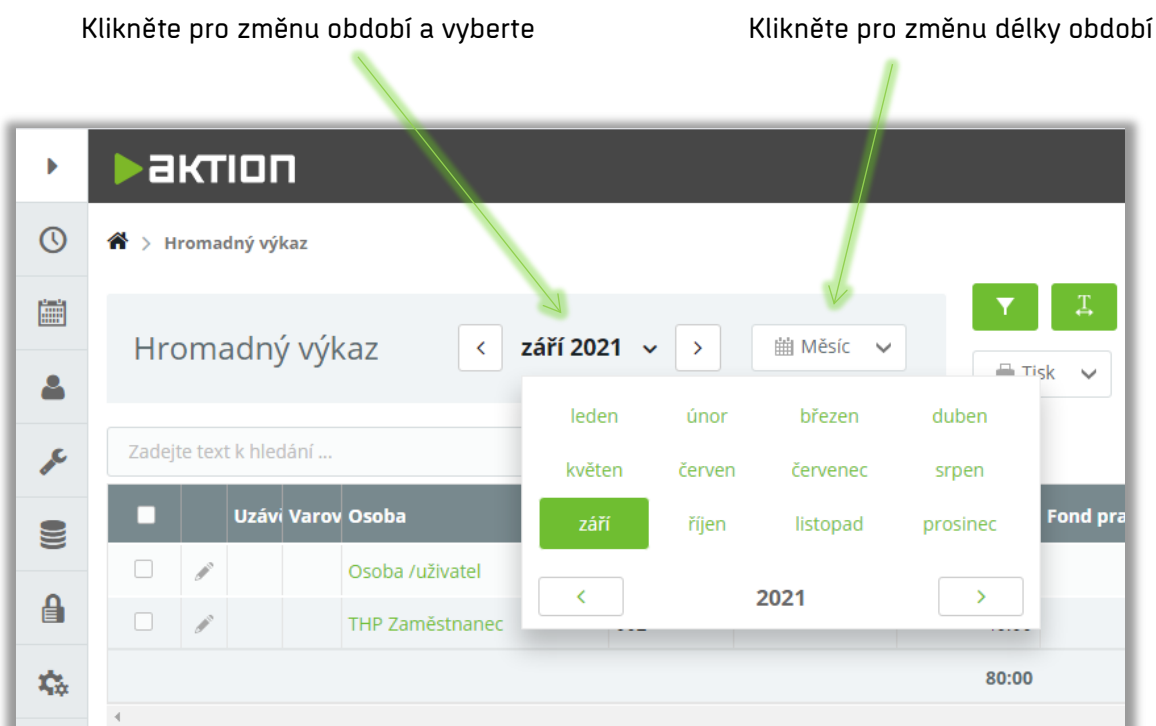 Klikněte pro změnu období a vyberte
Klikněte pro změnu délky období
aktion
> Hromadný výkaz
Hromadný výkaz
< září 2021 >
Měsíc
Tisk
Zadejte text k hledání ...
leden únor březen duben
květen červen červenec srpen
září říjen listopad prosinec
< 2021 >
Osoba
Fond pra
Osoba /uživatel
THP Zaměstnanec
80:00